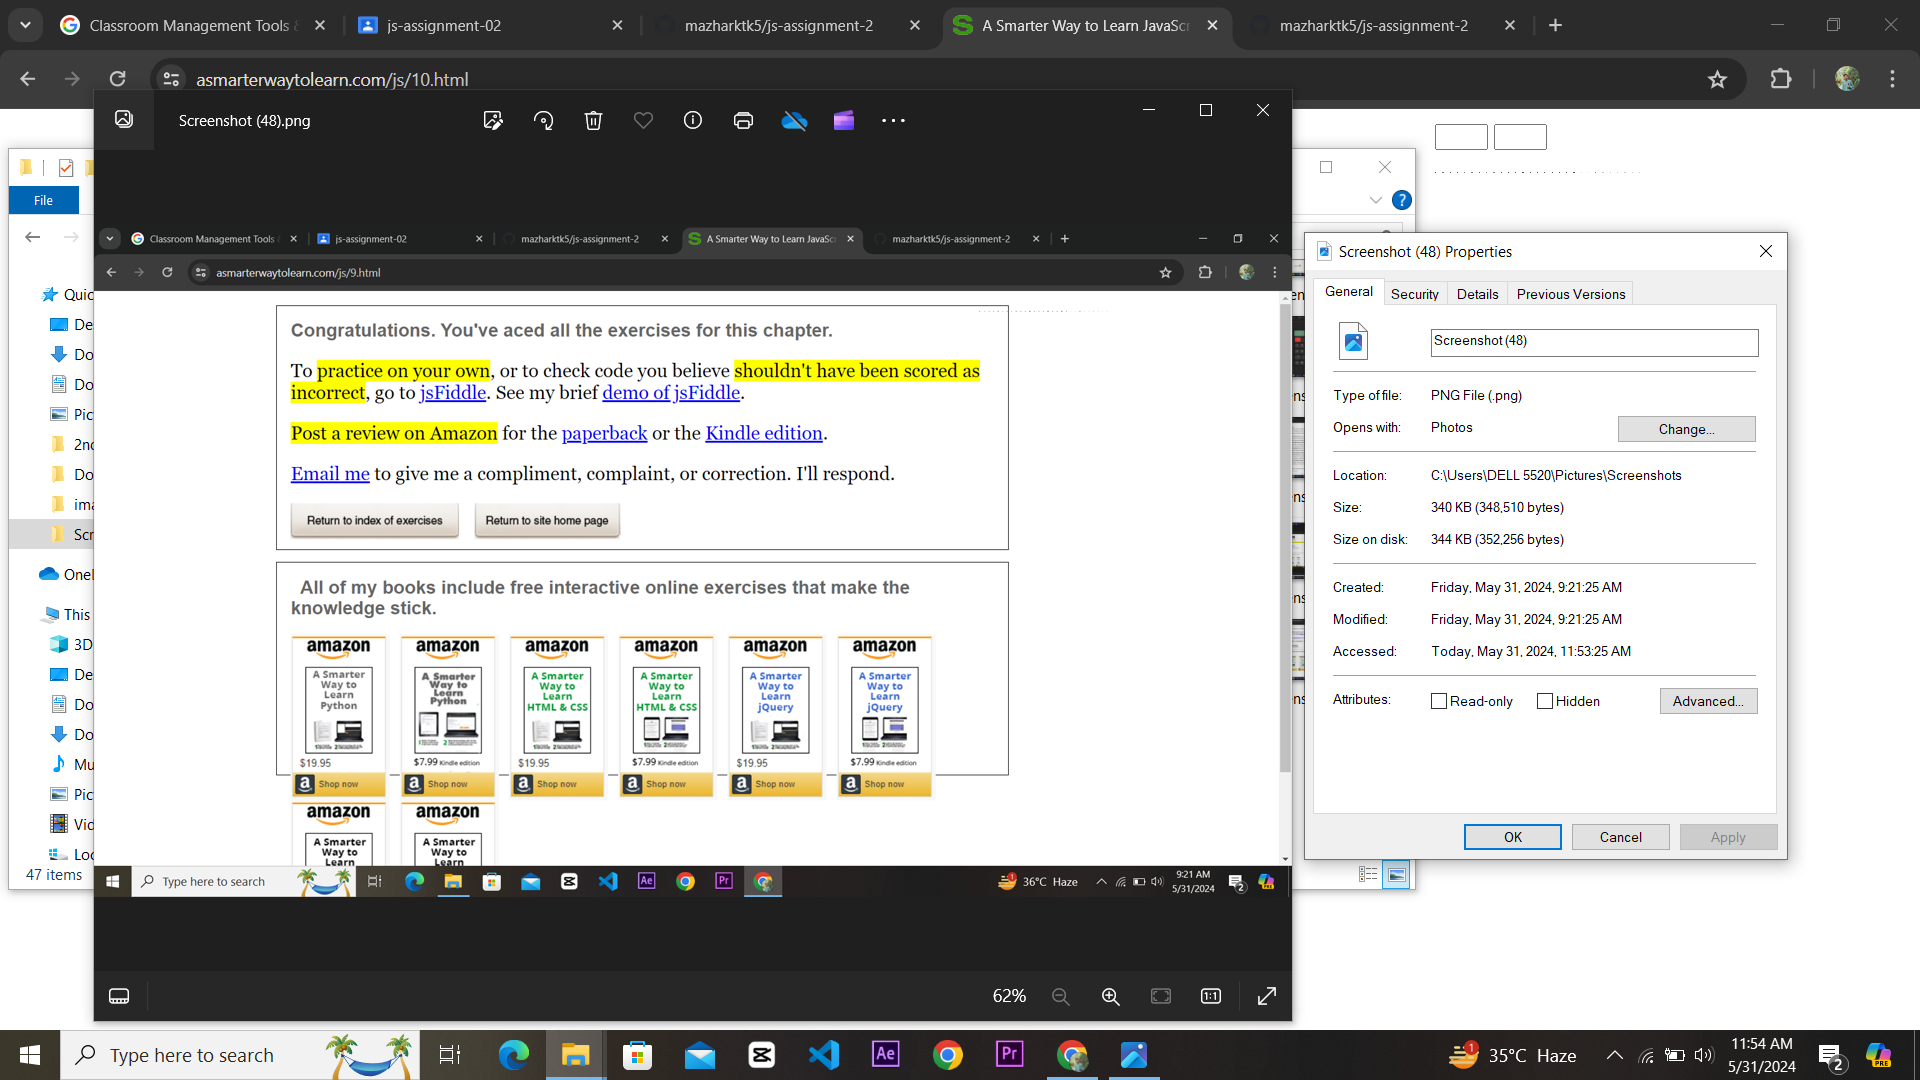 Classroom Management Tools &
js-assignment-02
mazharktk5/js-assignment-2
A Smarter Way to Learn JavaScr
mazharktk5/js-assignment-2
asmarterwaytolearn.com/js/10.html
Screenshot (48).png
File
Quic
De
Do
Do
Pic
2nd
Do
ima
Scr
OneD
This
3D
De
Do
Do
Mu
Pic
Vid
Loc
47 items
Classroom Management Tools
js-assignment-02
mazharktk5/js-assignment-2
A Smarter Way to Learn JavaScr
mazharktk5/js-assignment-2
asmarterwaytolearn.com/js/9.html
Congratulations. You've aced all the exercises for this chapter.
To practice on your own, or to check code you believe shouldn't have been scored as
incorrect, go to jsFiddle. See my brief demo of jsFiddle.
Post a review on Amazon for the paperback or the Kindle edition.
Email me to give me a compliment, complaint, or correction. I'll respond.
Return to index of exercises
Return to site home page
All of my books include free interactive online exercises that make the
knowledge stick.
amazon
A Smarter
Way to
Learn
Python
$19.95
Shop now
amazon
A Smarter
Way to
Learn
Python
$7.99 Kindle edition
Shop now
amazon
A Smarter
Way to
Learn
HTML & CSS
$19.95
Shop now
amazon
A Smarter
Way to
Learn
HTML & CSS
$7.99 Kindle edition
Shop now
amazon
A Smarter
Way to
Learn
jQuery
$19.95
Shop now
amazon
A Smarter
Way to
Learn
jQuery
$7.99 Kindle edition
Shop now
amazon
A Smarter
Way to
Learn
amazon
A Smarter
Way to
Learn
Type here to search
36°C Haze
9:21 AM
5/31/2024
2
62%
1:1
Screenshot (48) Properties
General
Security
Details
Previous Versions
Screenshot (48)
Type of file: PNG File (.png)
Opens with: Photos
Change...
Location: C:\Users\DELL 5520\Pictures\Screenshots
Size: 340 KB (348,510 bytes)
Size on disk: 344 KB (352,256 bytes)
Created: Friday, May 31, 2024, 9:21:25 AM
Modified: Friday, May 31, 2024, 9:21:25 AM
Accessed: Today, May 31, 2024, 11:53:25 AM
Attributes: Read-only Hidden
Advanced...
OK
Cancel
Apply
Type here to search
Ae
Pr
1
35°C Haze
11:54 AM
5/31/2024
2
PRE